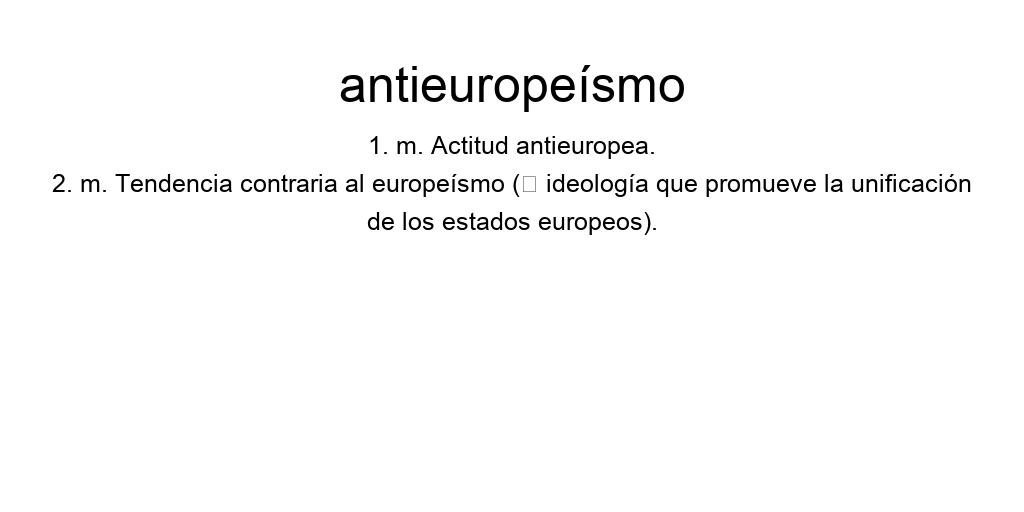 antieuropeísmo
1. m. Actitud antieuropea.
2. m. Tendencia contraria al europeísmo (□ ideología que promueve la unificación
de los estados europeos).